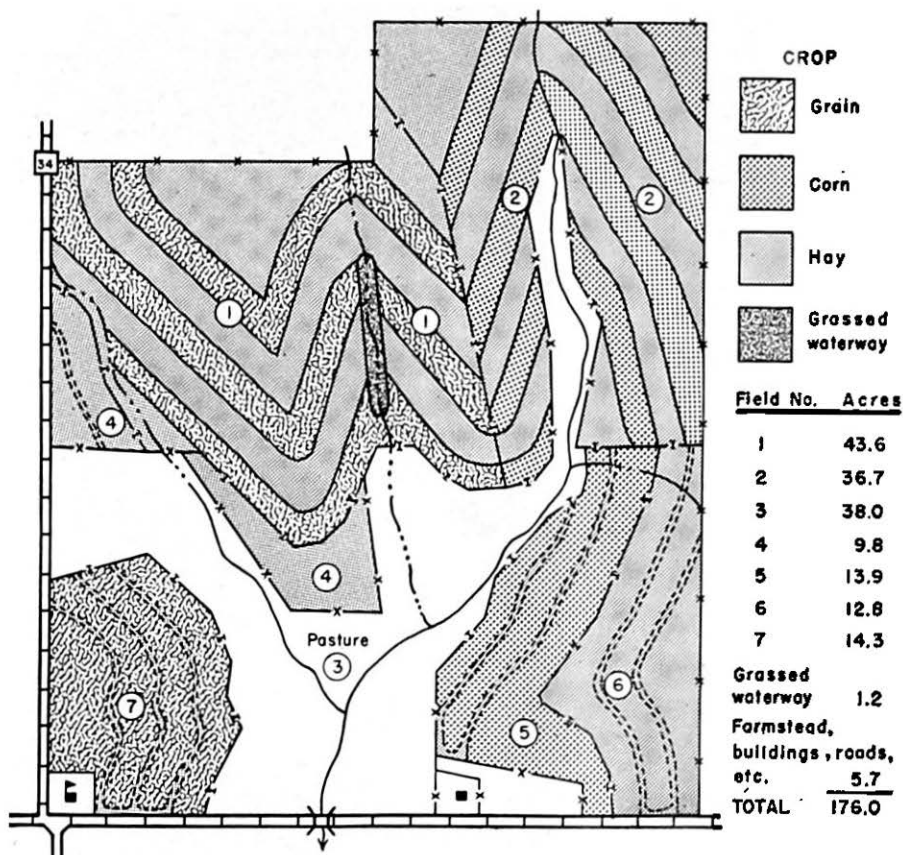 34
2
2
1
1
4
4
Pasture
3
7
6
5
CROP
Grain
Corn
Hay
Grassed
waterway
Field No. Acres
1 43.6
2 36.7
3 38.0
4 9.8
5 13.9
6 12.8
7 14.3
Grassed
waterway 1.2
Farmstead,
buildings, roads,
etc. 5.7
TOTAL 176.0